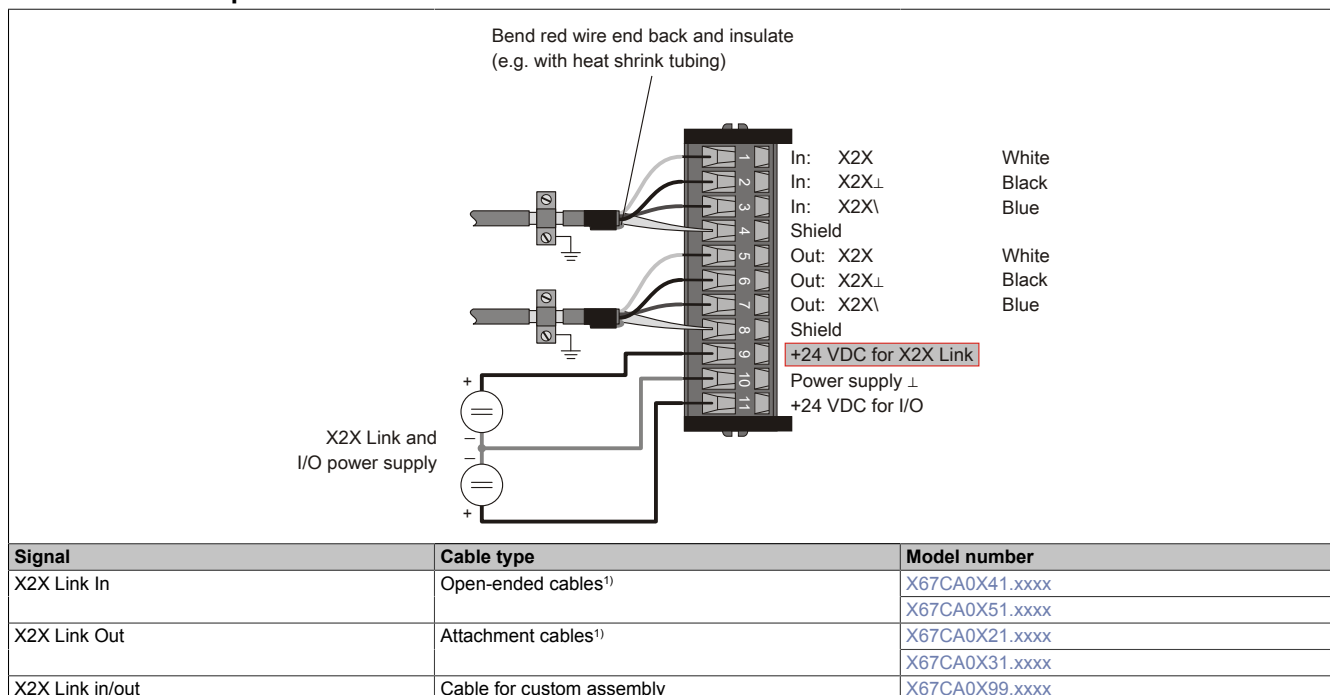 Bend red wire end back and insulate
(e.g. with heat shrink tubing)
1 In: X2X White
2 In: X2X⊥ Black
3 In: X2X\ Blue
4 Shield
5 Out: X2X White
6 Out: X2X⊥ Black
7 Out: X2X\ Blue
8 Shield
9 +24 VDC for X2X Link
10 Power supply ⊥
11 +24 VDC for I/O
+
−
X2X Link and
I/O power supply
−
+
Signal Cable type Model number
X2X Link In Open-ended cables1) X67CA0X41.xxxx
X67CA0X51.xxxx
X2X Link Out Attachment cables1) X67CA0X21.xxxx
X67CA0X31.xxxx
X2X Link in/out Cable for custom assembly X67CA0X99.xxxx